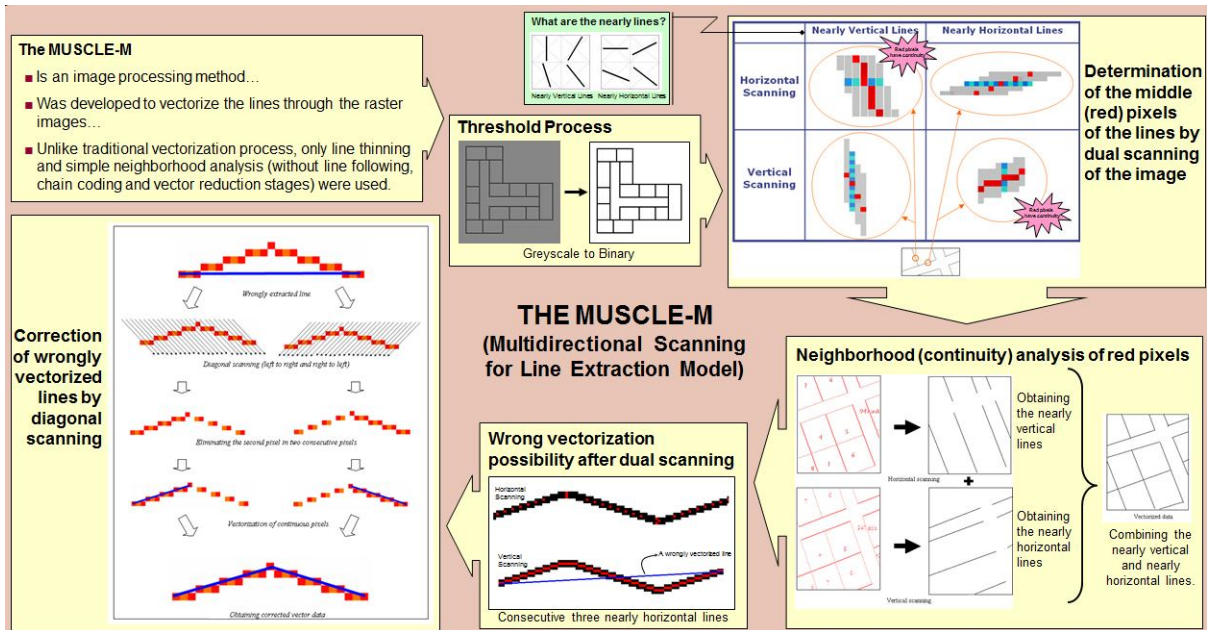 The MUSCLE-M
Is an image processing method…
Was developed to vectorize the lines through the raster
images…
Unlike traditional vectorization process, only line thinning
and simple neighborhood analysis (without line following,
chain coding and vector reduction stages) were used.
What are the nearly lines?
Nearly Vertical Lines
Nearly Horizontal Lines
Threshold Process
Greyscale to Binary
Nearly Vertical Lines
Nearly Horizontal Lines
Horizontal
Scanning
Vertical
Scanning
Red pixels
have continuity
Red pixels
have continuity
Determination
of the middle
(red) pixels
of the lines by
dual scanning
of the image
THE MUSCLE-M
(Multidirectional Scanning
for Line Extraction Model)
Neighborhood (continuity) analysis of red pixels
Horizontal scanning
Obtaining
the nearly
vertical
lines
+
Vertical scanning
Obtaining
the nearly
horizontal
lines
Vectorized data
Combining the
nearly vertical
and nearly
horizontal lines.
Wrong vectorization
possibility after dual scanning
Horizontal
Scanning
Vertical
Scanning
A wrongly vectorized line
Consecutive three nearly horizontal lines
Correction
of wrongly
vectorized
lines by
diagonal
scanning
Wrongly extracted line
Diagonal scanning (left to right and right to left)
Eliminating the second pixel in two consecutive pixels
Vectorization of continuous pixels
Obtaining corrected vector data